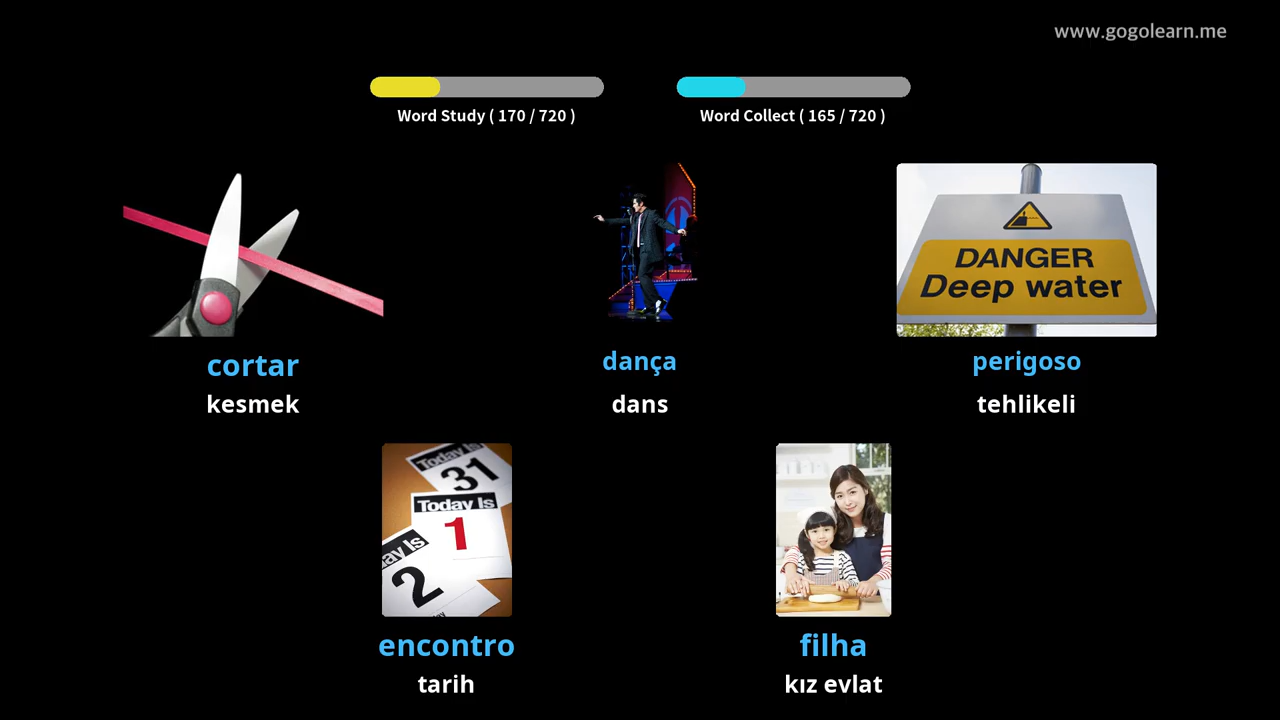 www.gogolearn.me
Word Study ( 170 / 720 )
Word Collect ( 165 / 720 )
DANGER
Deep water
cortar
dança
perigoso
kesmek
dans
tehlikeli
Today Is
31
Today Is
1
ay Is
2
encontro
filha
tarih
kız evlat